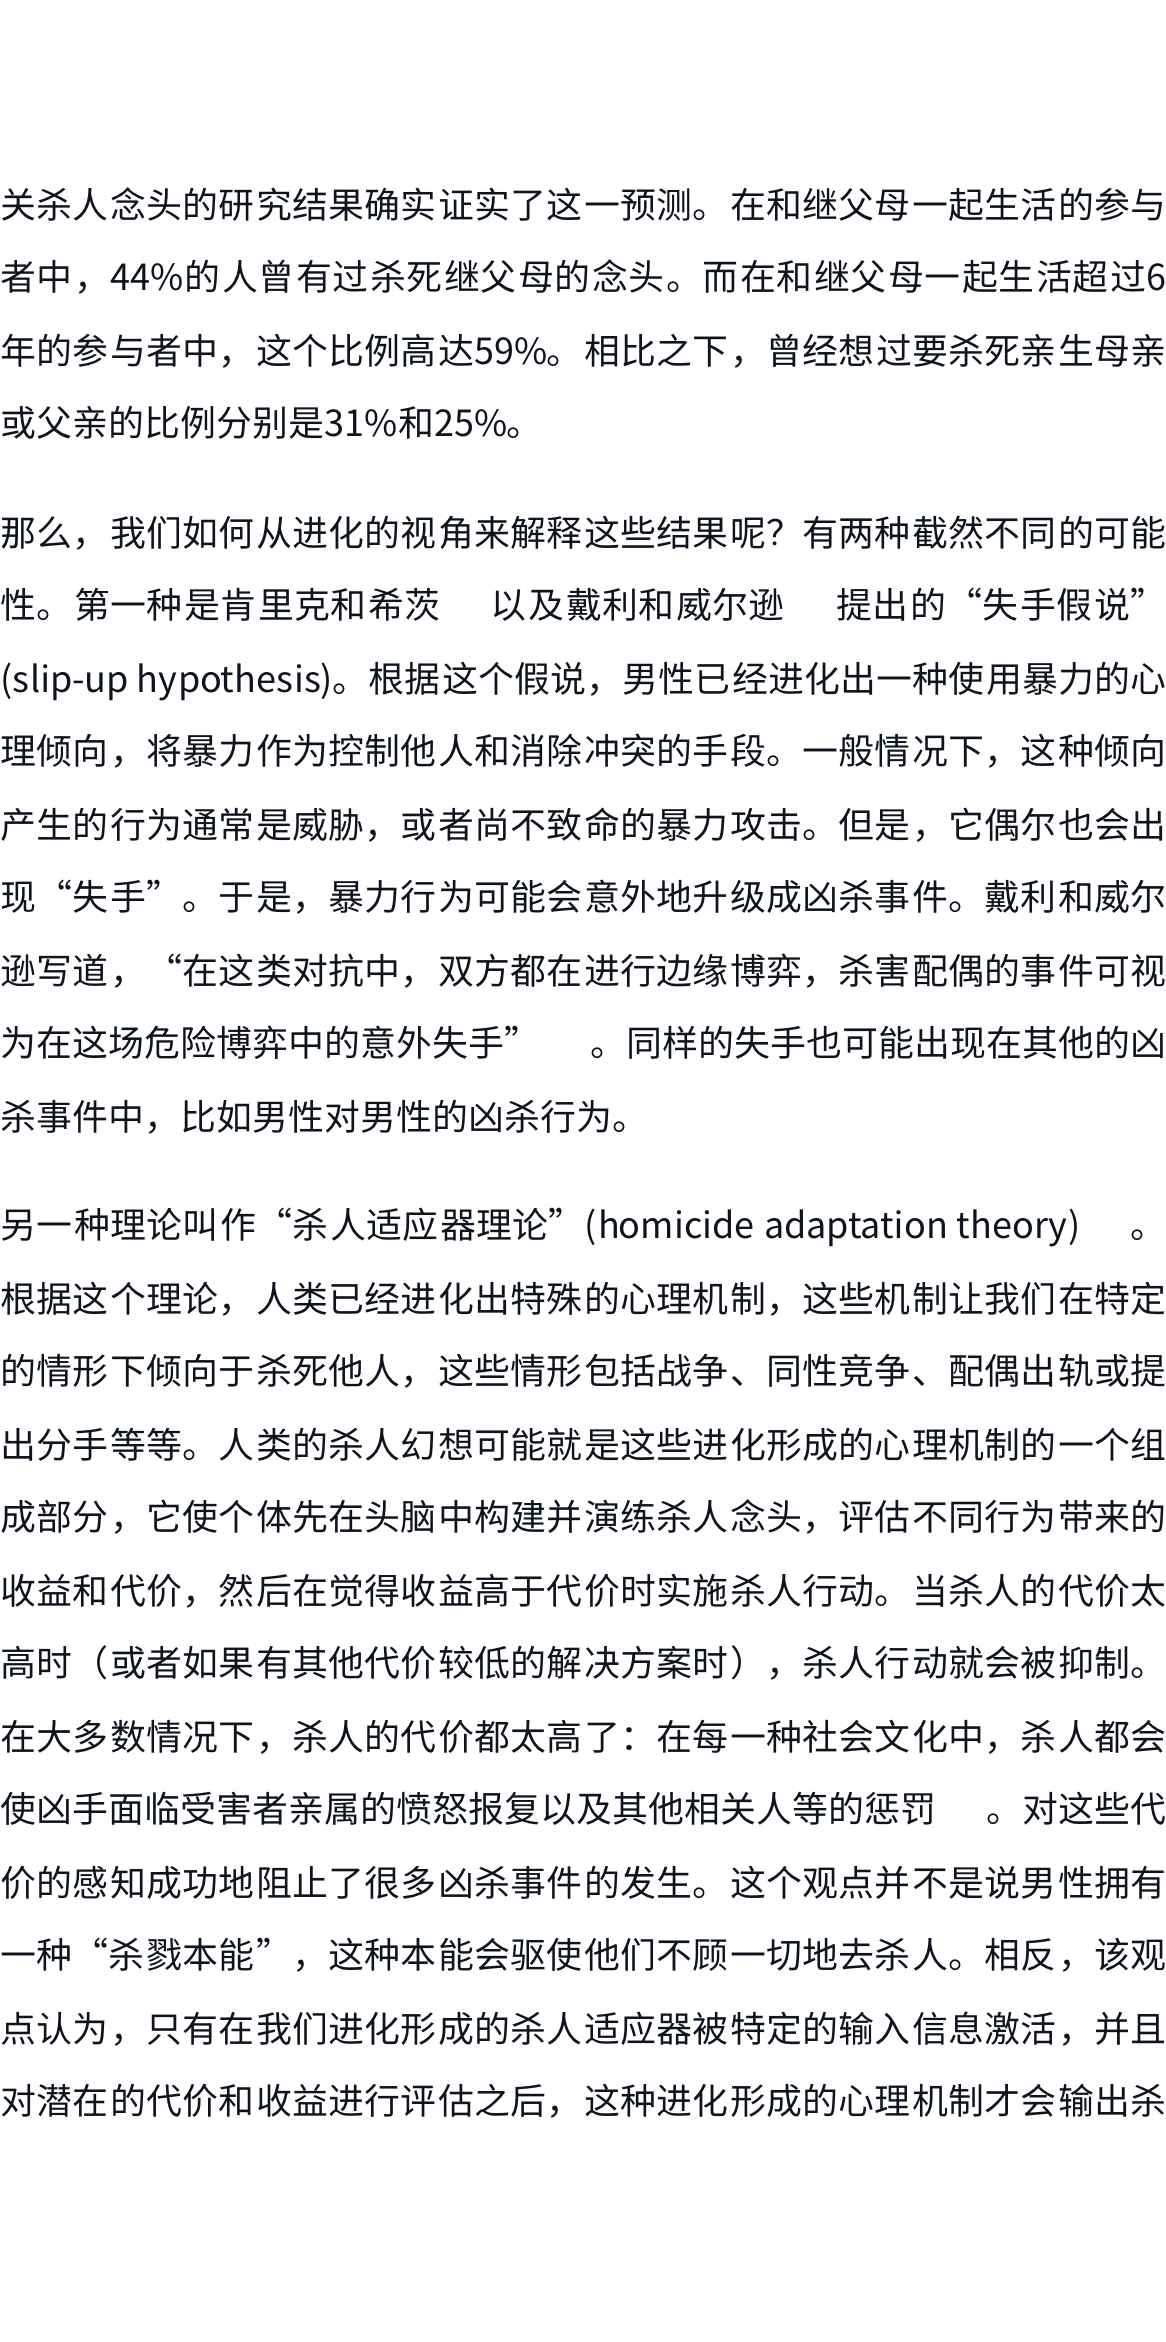 关杀人念头的研究结果确实证实了这一预测。在和继父母一起生活的参与
者中，44%的人曾有过杀死继父母的念头。而在和继父母一起生活超过6
年的参与者中，这个比例高达59%。相比之下，曾经想过要杀死亲生母亲
或父亲的比例分别是31%和25%。
那么，我们如何从进化的视角来解释这些结果呢？有两种截然不同的可能
性。第一种是肯里克和希茨 以及戴利和威尔逊 提出的“失手假说”
(slip-up hypothesis)。根据这个假说，男性已经进化出一种使用暴力的心
理倾向，将暴力作为控制他人和消除冲突的手段。一般情况下，这种倾向
产生的行为通常是威胁，或者尚不致命的暴力攻击。但是，它偶尔也会出
现“失手”。于是，暴力行为可能会意外地升级成凶杀事件。戴利和威尔
逊写道，“在这类对抗中，双方都在进行边缘博弈，杀害配偶的事件可视
为在这场危险博弈中的意外失手” 。同样的失手也可能出现在其他的凶
杀事件中，比如男性对男性的凶杀行为。
另一种理论叫作“杀人适应器理论”(homicide adaptation theory) 。
根据这个理论，人类已经进化出特殊的心理机制，这些机制让我们在特定
的情形下倾向于杀死他人，这些情形包括战争、同性竞争、配偶出轨或提
出分手等等。人类的杀人幻想可能就是这些进化形成的心理机制的一个组
成部分，它使个体先在头脑中构建并演练杀人念头，评估不同行为带来的
收益和代价，然后在觉得收益高于代价时实施杀人行动。当杀人的代价太
高时（或者如果有其他代价较低的解决方案时），杀人行动就会被抑制。
在大多数情况下，杀人的代价都太高了：在每一种社会文化中，杀人都会
使凶手面临受害者亲属的愤怒报复以及其他相关人等的惩罚 。对这些代
价的感知成功地阻止了很多凶杀事件的发生。这个观点并不是说男性拥有
一种“杀戮本能”，这种本能会驱使他们不顾一切地去杀人。相反，该观
点认为，只有在我们进化形成的杀人适应器被特定的输入信息激活，并且
对潜在的代价和收益进行评估之后，这种进化形成的心理机制才会输出杀